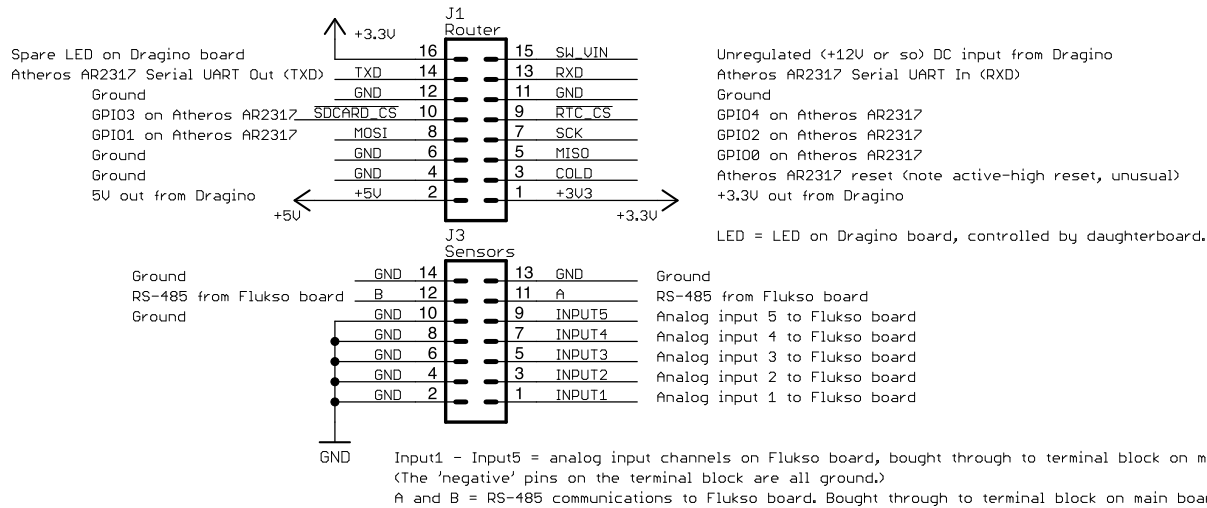 J1
Router
+3.3V
Spare LED on Dragino board 16 15 SW_VIN Unregulated (+12V or so) DC input from Dragino
Atheros AR2317 Serial UART Out (TXD) TXD 14 13 RXD Atheros AR2317 Serial UART In (RXD)
Ground GND 12 11 GND Ground
GPIO3 on Atheros AR2317 SDCARD_CS 10 9 RTC_CS GPIO4 on Atheros AR2317
GPIO1 on Atheros AR2317 MOSI 8 7 SCK GPIO2 on Atheros AR2317
Ground GND 6 5 MISO GPIO0 on Atheros AR2317
Ground GND 4 3 COLD Atheros AR2317 reset (note active-high reset, unusual)
5V out from Dragino +5V 2 1 +3V3 +3.3V out from Dragino
+5V +3.3V
LED = LED on Dragino board, controlled by daughterboard.
J3
Sensors
Ground GND 14 13 GND Ground
RS-485 from Flukso board B 12 11 A RS-485 from Flukso board
Ground GND 10 9 INPUT5 Analog input 5 to Flukso board
GND 8 7 INPUT4 Analog input 4 to Flukso board
GND 6 5 INPUT3 Analog input 3 to Flukso board
GND 4 3 INPUT2 Analog input 2 to Flukso board
GND 2 1 INPUT1 Analog input 1 to Flukso board
GND
Input1 - Input5 = analog input channels on Flukso board, bought through to terminal block on m
(The 'negative' pins on the terminal block are all ground.)
A and B = RS-485 communications to Flukso board. Bought through to terminal block on main boar